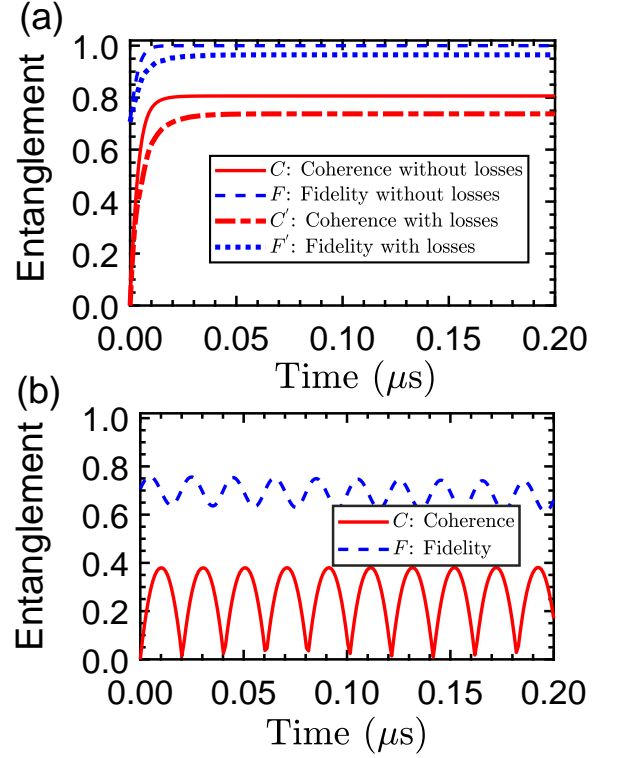 (a)
Entanglement
1.0
0.8
0.6
0.4
0.2
0.0
C: Coherence without losses
F: Fidelity without losses
C′: Coherence with losses
F′: Fidelity with losses
0.00 0.05 0.10 0.15 0.20
Time (μs)
(b)
Entanglement
1.0
0.8
0.6
0.4
0.2
0.0
C: Coherence
F: Fidelity
0.00 0.05 0.10 0.15 0.20
Time (μs)